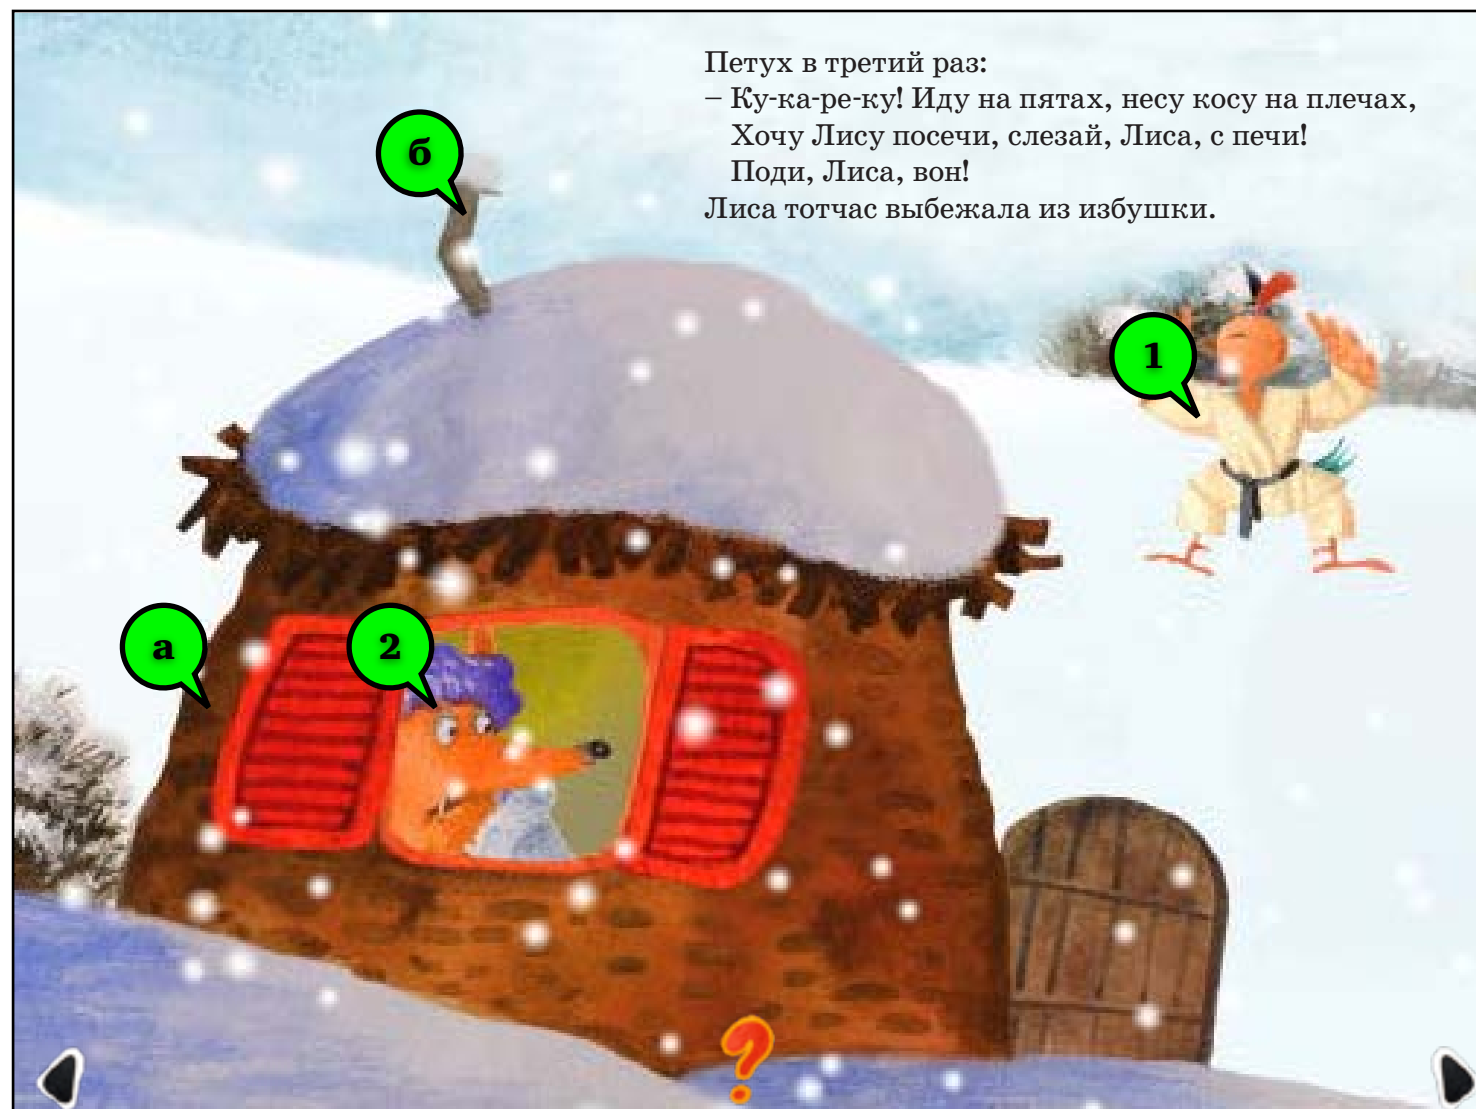 Петух в третий раз:
– Ку-ка-ре-ку! Иду на пятах, несу косу на плечах,
Хочу Лису посечи, слезай, Лиса, с печи!
Поди, Лиса, вон!
Лиса тотчас выбежала из избушки.
б
1
а
2
?